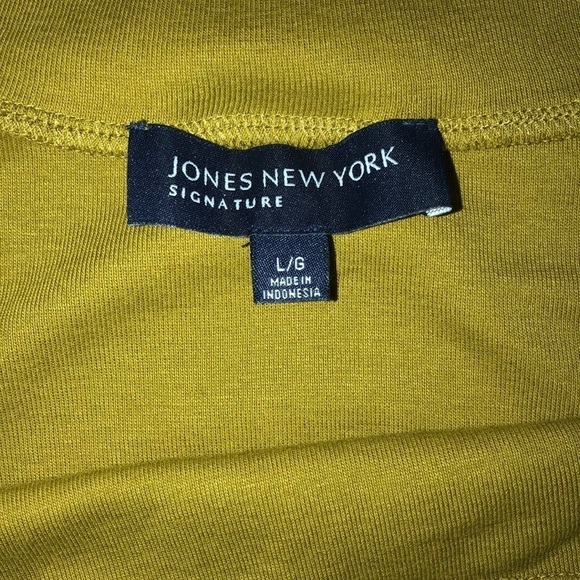 JONES NEW YORK
SIGNATURE
L/G
MADE IN
INDONESIA